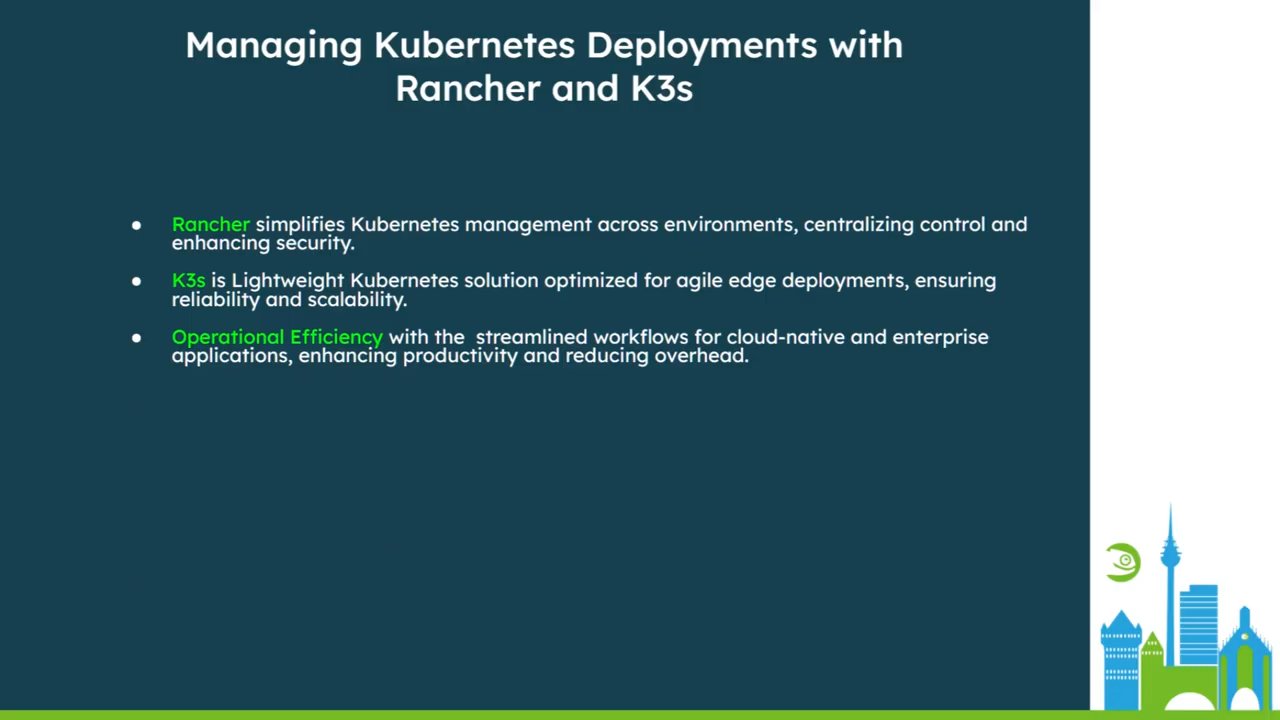 Managing Kubernetes Deployments with
Rancher and K3s
● Rancher simplifies Kubernetes management across environments, centralizing control and
enhancing security.
● K3s is Lightweight Kubernetes solution optimized for agile edge deployments, ensuring
reliability and scalability.
● Operational Efficiency with the  streamlined workflows for cloud-native and enterprise
applications, enhancing productivity and reducing overhead.